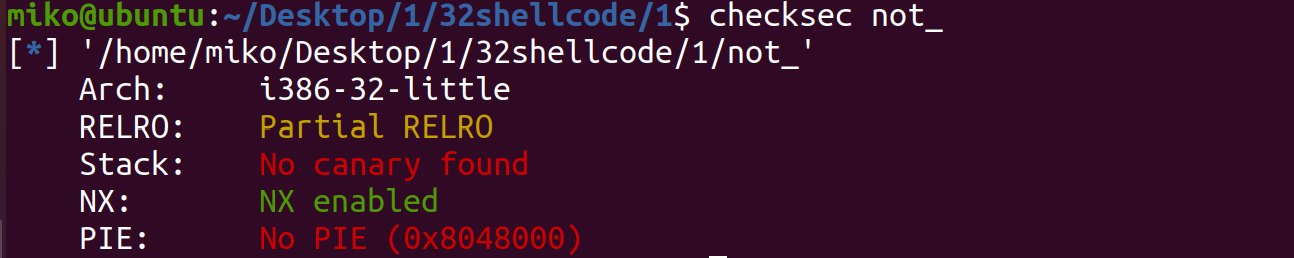 miko@ubuntu:~/Desktop/1/32shellcode/1$ checksec not_
[*] '/home/miko/Desktop/1/32shellcode/1/not_'
    Arch:     i386-32-little
    RELRO:    Partial RELRO
    Stack:    No canary found
    NX:       NX enabled
    PIE:      No PIE (0x8048000)